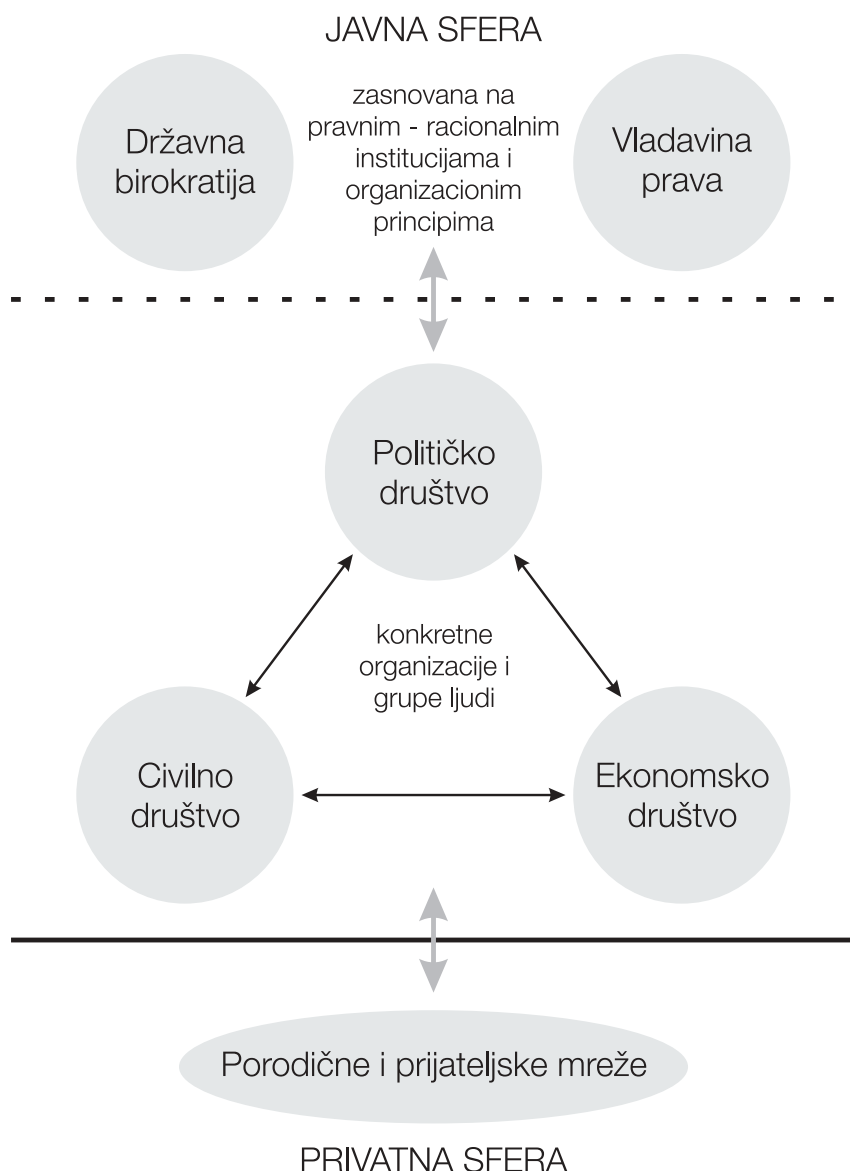 JAVNA SFERA
Državna
birokratija
zasnovana na
pravnim - racionalnim
institucijama i
organizacionim
principima
Vladavina
prava
Političko
društvo
konkretne
organizacije i
grupe ljudi
Civilno
društvo
Ekonomsko
društvo
Porodične i prijateljske mreže
PRIVATNA SFERA